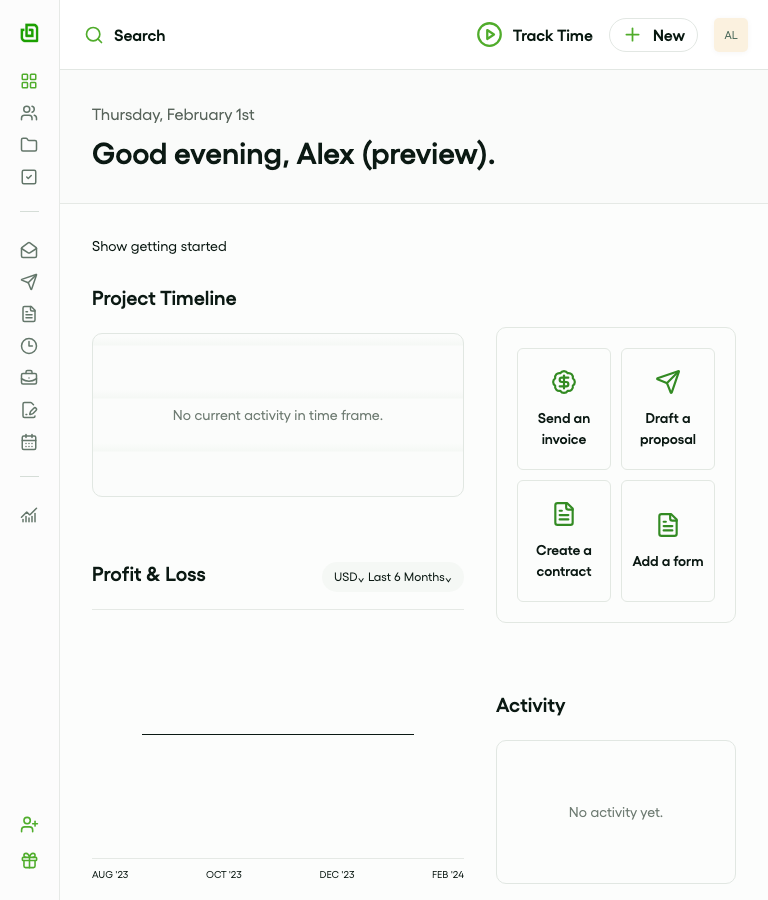 Search
Track Time
New
AL
Thursday, February 1st
Good evening, Alex (preview).
Show getting started
Project Timeline
No current activity in time frame.
Send an
invoice
Draft a
proposal
Create a
contract
Add a form
Profit & Loss
USD Last 6 Months
AUG '23
OCT '23
DEC '23
FEB '24
Activity
No activity yet.